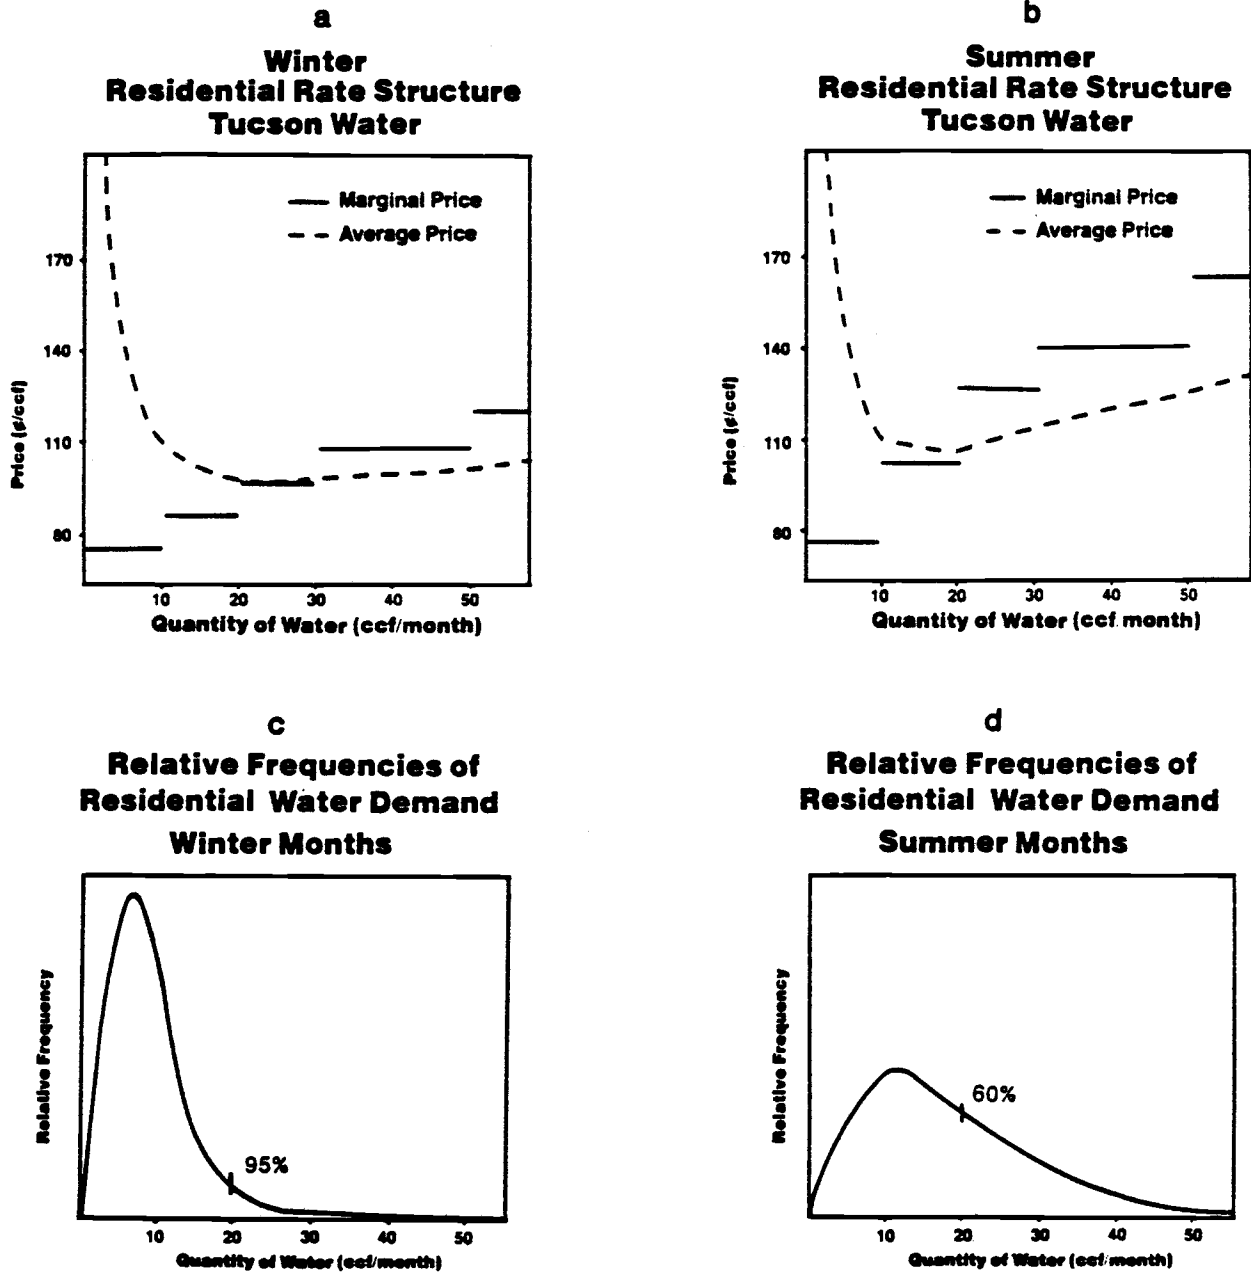 a
Winter
Residential Rate Structure
Tucson Water
Marginal Price
Average Price
170
140
110
80
Price (¢/ccf)
10 20 30 40 50
Quantity of Water (ccf/month)
b
Summer
Residential Rate Structure
Tucson Water
Marginal Price
Average Price
170
140
110
80
Price (¢/ccf)
10 20 30 40 50
Quantity of Water (ccf month)
c
Relative Frequencies of
Residential Water Demand
Winter Months
95%
Relative Frequency
10 20 30 40 50
Quantity of Water (ccf/month)
d
Relative Frequencies of
Residential Water Demand
Summer Months
60%
Relative Frequency
10 20 30 40 50
Quantity of Water (ccf/month)